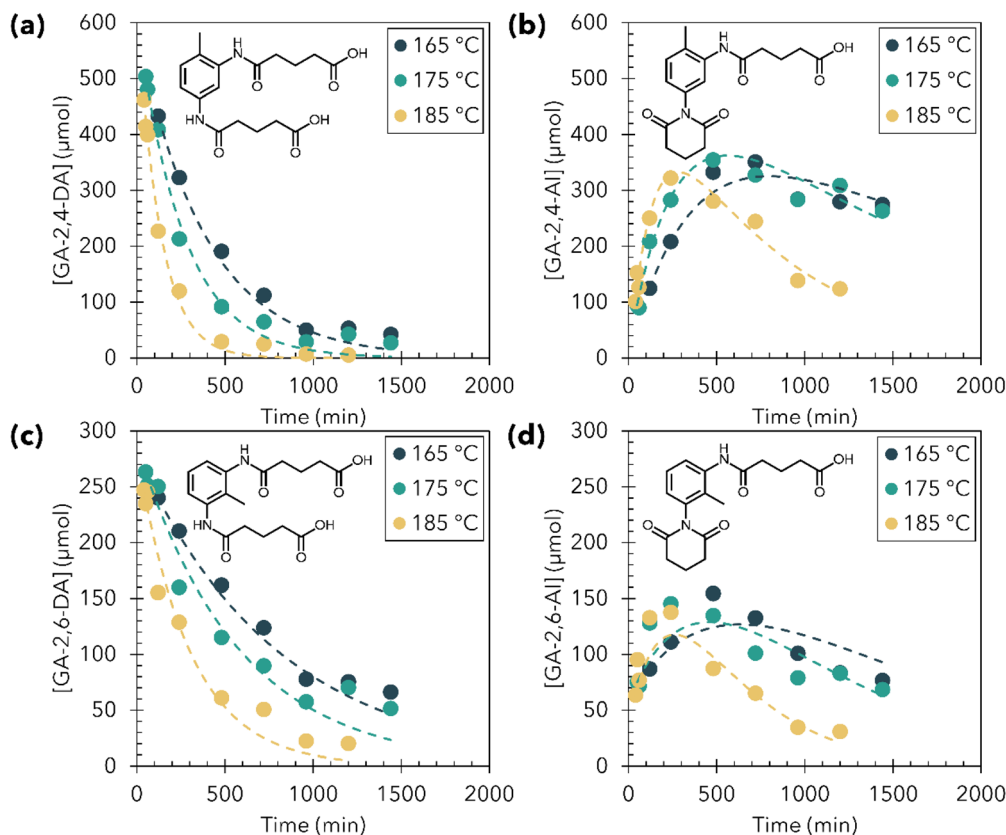 (a)
600
500
400
300
200
100
0
[GA-2,4-DA] (µmol)
0 500 1000 1500 2000
Time (min)
165 °C
175 °C
185 °C
H
N
O
O
OH
HN
O
O
OH
(b)
600
500
400
300
200
100
0
[GA-2,4-AI] (µmol)
0 500 1000 1500 2000
Time (min)
165 °C
175 °C
185 °C
H
N
O
O
OH
N
O
O
(c)
300
250
200
150
100
50
0
[GA-2,6-DA] (µmol)
0 500 1000 1500 2000
Time (min)
165 °C
175 °C
185 °C
H
N
O
O
OH
HN
O
O
OH
(d)
300
250
200
150
100
50
0
[GA-2,6-AI] (µmol)
0 500 1000 1500 2000
Time (min)
165 °C
175 °C
185 °C
H
N
O
O
OH
N
O
O